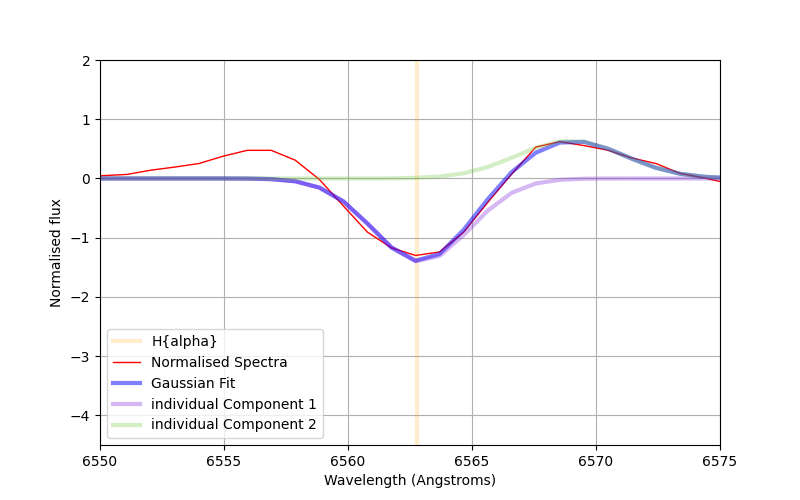 2
1
0
−1
−2
−3
−4
Normalised flux
H{alpha}
Normalised Spectra
Gaussian Fit
individual Component 1
individual Component 2
6550 6555 6560 6565 6570 6575
Wavelength (Angstroms)